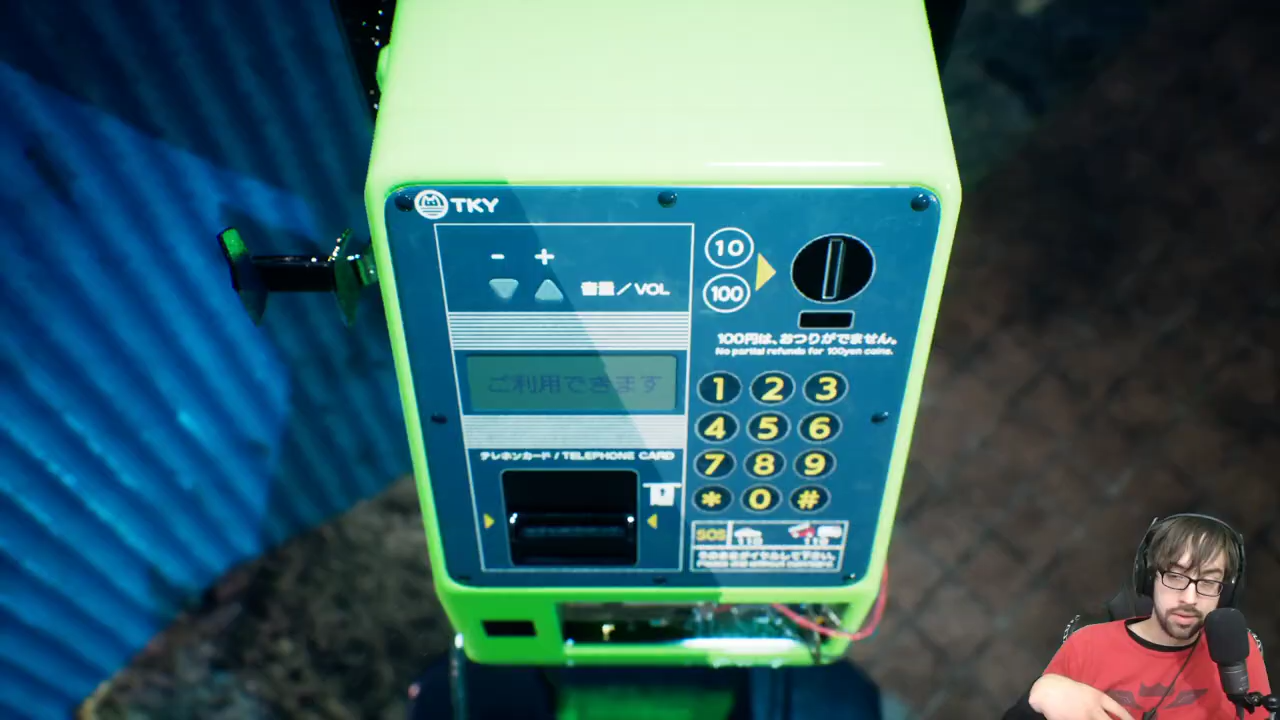 TKY
- +
音量/VOL
10
100
100円は、おつりがでません。
No partial refunds for 100yen coins.
ご利用できます
1 2 3
4 5 6
7 8 9
* 0 #
テレホンカード/TELEPHONE CARD
SOS
110
119